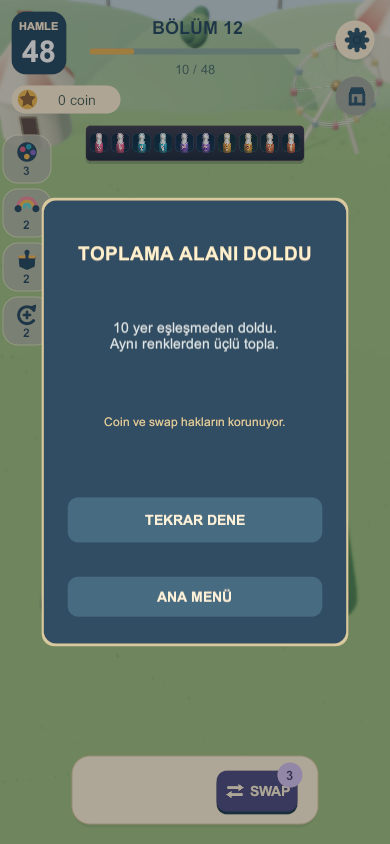 HAMLE
48
BÖLÜM 12
10 / 48
0 coin
3
2
2
2
TOPLAMA ALANI DOLDU
10 yer eşleşmeden doldu.
Aynı renklerden üçlü topla.
Coin ve swap hakların korunuyor.
TEKRAR DENE
ANA MENÜ
3
SWAP